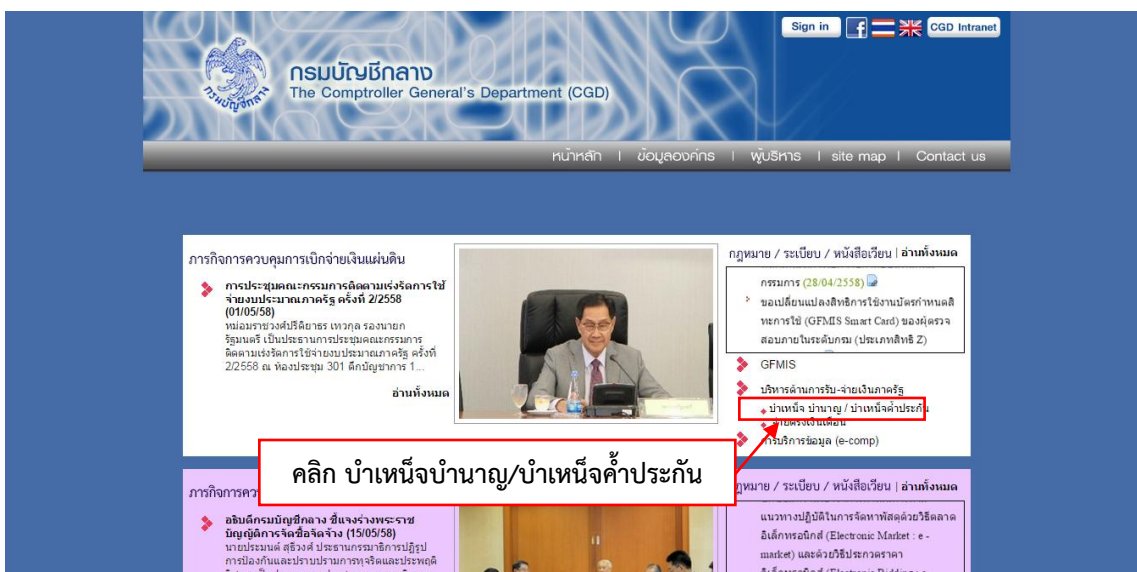 Sign in
CGD Intranet
กรมบัญชีกลาง
The Comptroller General's Department (CGD)
กรมบัญชีกลาง
หน้าหลัก | ข้อมูลองค์กร | ผู้บริหาร | site map | Contact us
ภารกิจการควบคุมการเบิกจ่ายเงินแผ่นดิน
การประชุมคณะกรรมการติดตามเร่งรัดการใช้
จ่ายงบประมาณภาครัฐ ครั้งที่ 2/2558
(01/05/58)
หม่อมราชวงศ์ปรีดิยาธร เทวกุล รองนายก
รัฐมนตรี เป็นประธานการประชุมคณะกรรมการ
ติดตามเร่งรัดการใช้จ่ายงบประมาณภาครัฐ ครั้งที่
2/2558 ณ ห้องประชุม 301 ตึกบัญชาการ 1...
อ่านทั้งหมด
กฎหมาย / ระเบียบ / หนังสือเวียน | อ่านทั้งหมด
กรรมการ (28/04/2558)
ขอเปลี่ยนแปลงสิทธิการใช้งานบัตรกำหนดสิ
ทธการใช้ (GFMIS Smart Card) ของผู้ตรวจ
สอบภายในระดับกรม (ประเภทสิทธิ Z)
GFMIS
บริหารด้านการรับ-จ่ายเงินภาครัฐ
บำเหน็จ บำนาญ / บำเหน็จค้ำประกัน
จ่ายตรงเงินเดือน
การบริการข้อมูล (e-comp)
คลิก บำเหน็จบำนาญ/บำเหน็จค้ำประกัน
ภารกิจการคว
อธิบดีกรมบัญชีกลาง ชี้แจงร่างพระราช
บัญญัติการจัดซื้อจัดจ้าง (15/05/58)
นายประมนต์ สุธีวงศ์ ประธานกรรมาธิการปฏิรูป
การป้องกันและปราบปรามการทุจริตและประพฤติ
กฎหมาย / ระเบียบ / หนังสือเวียน | อ่านทั้งหมด
แนวทางปฏิบัติในการจัดหาพัสดุด้วยวิธีตลาด
อิเล็กทรอนิกส์ (Electronic Market : e -
market) และด้วยวิธีประกวดราคา